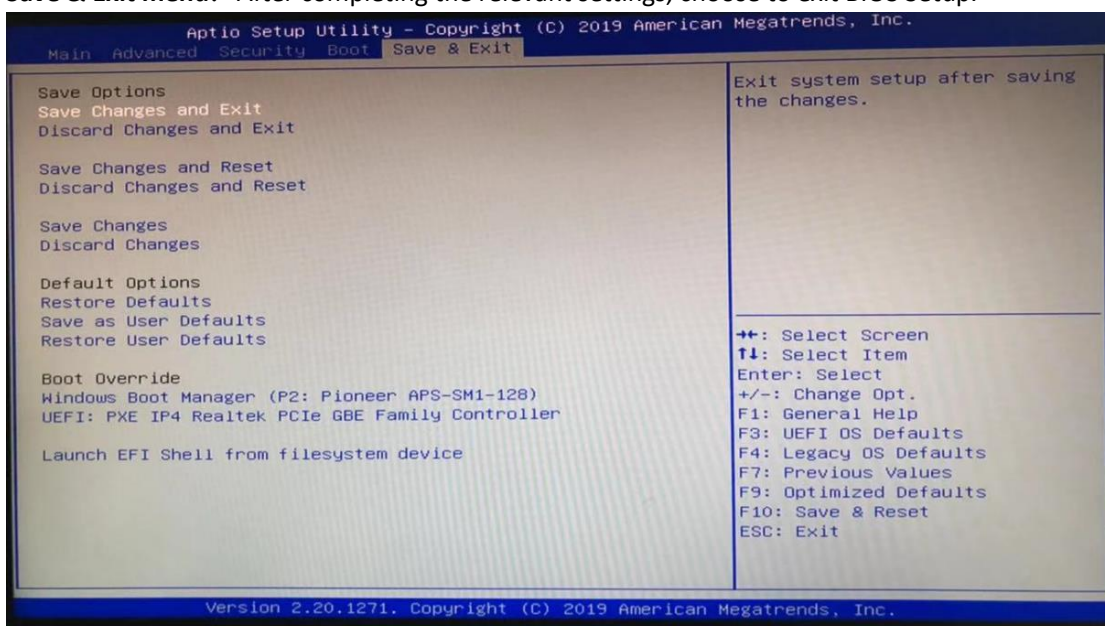 Aptio Setup Utility – Copyright (C) 2019 American Megatrends, Inc.
Main Advanced Security Boot Save & Exit
Save Options
Save Changes and Exit
Discard Changes and Exit
Save Changes and Reset
Discard Changes and Reset
Save Changes
Discard Changes
Default Options
Restore Defaults
Save as User Defaults
Restore User Defaults
Boot Override
Windows Boot Manager (P2: Pioneer APS-SM1-128)
UEFI: PXE IP4 Realtek PCIe GBE Family Controller
Launch EFI Shell from filesystem device
Exit system setup after saving
the changes.
→←: Select Screen
↑↓: Select Item
Enter: Select
+/-: Change Opt.
F1: General Help
F3: UEFI OS Defaults
F4: Legacy OS Defaults
F7: Previous Values
F9: Optimized Defaults
F10: Save & Reset
ESC: Exit
Version 2.20.1271. Copyright (C) 2019 American Megatrends, Inc.